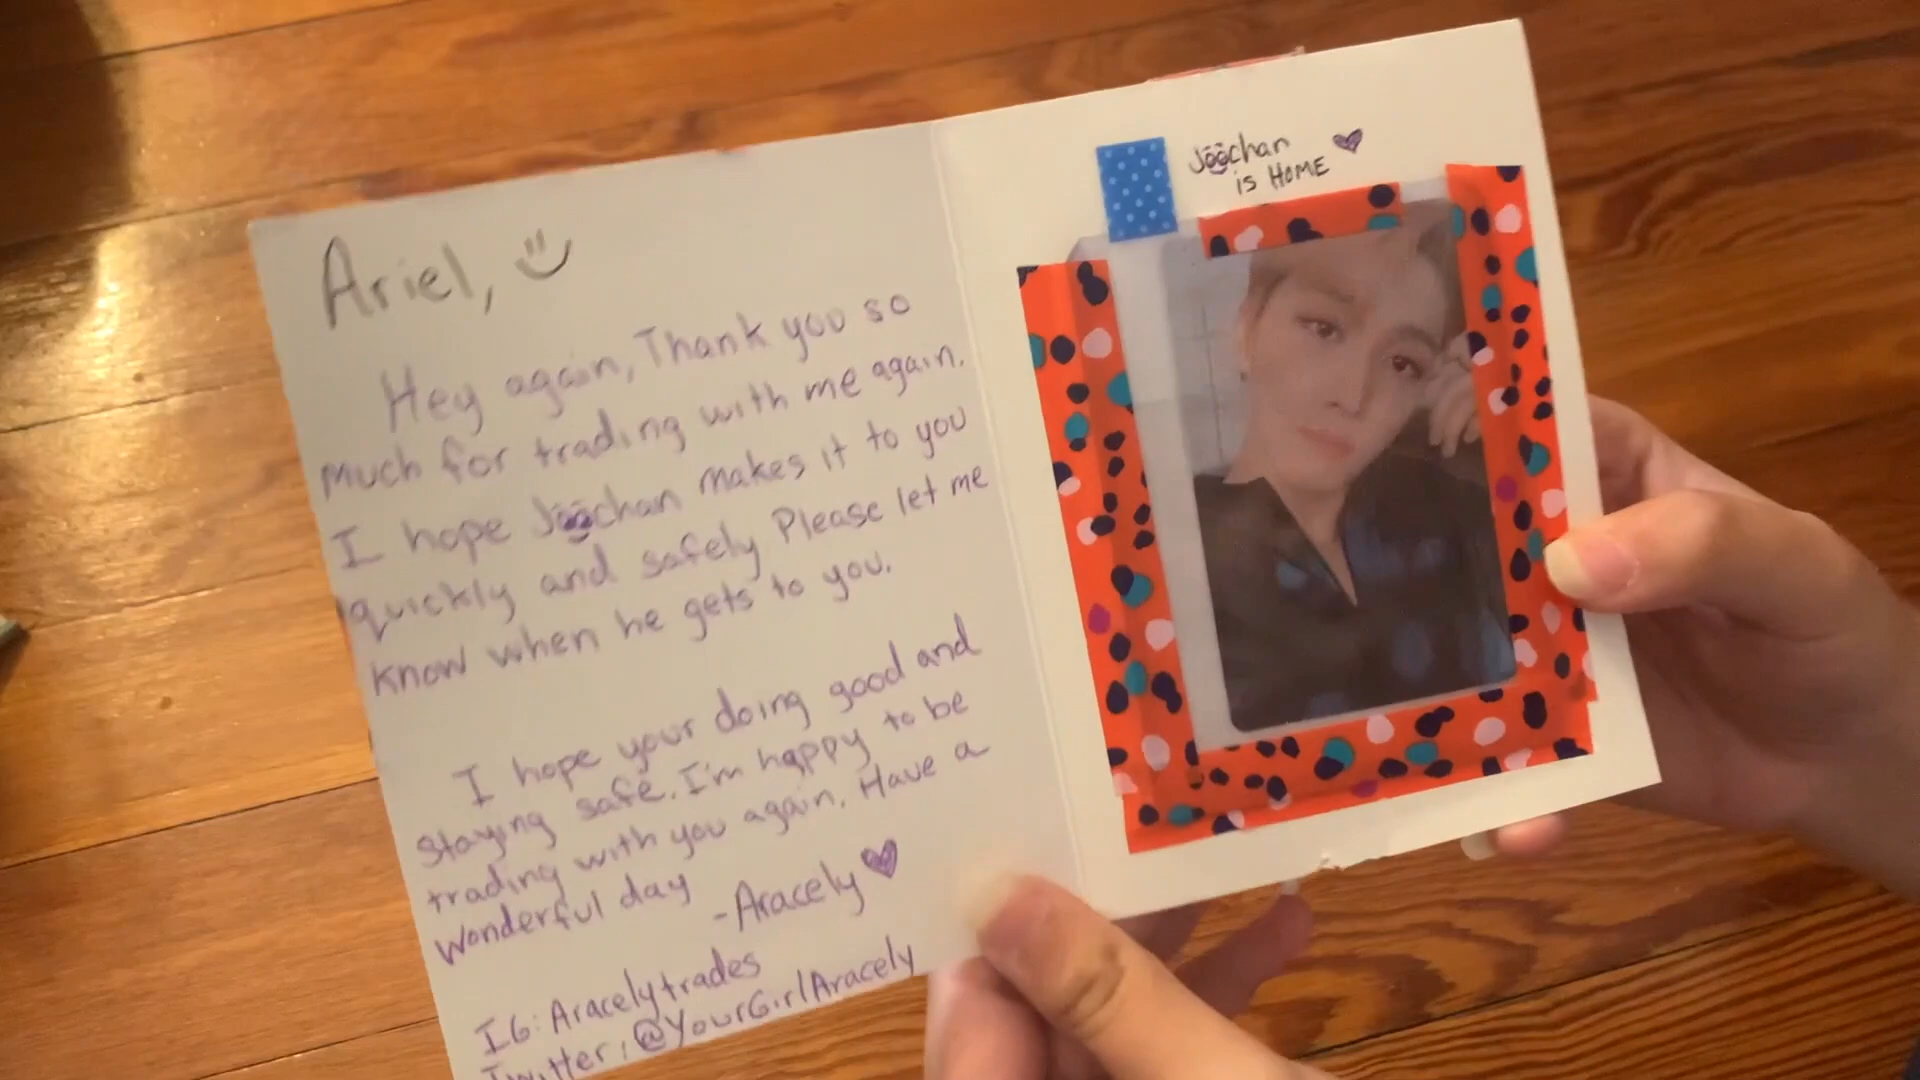 Ariel,
Hey again, Thank you so
much for trading with me again.
I hope Joochan makes it to you
quickly and safely Please let me
know when he gets to you.
I hope your doing good and
staying safe. I'm happy to be
trading with you again. Have a
Wonderful day
-Aracely
IG: Aracelytrades
Twitter: @YourGirlAracely
Joochan
is HOME